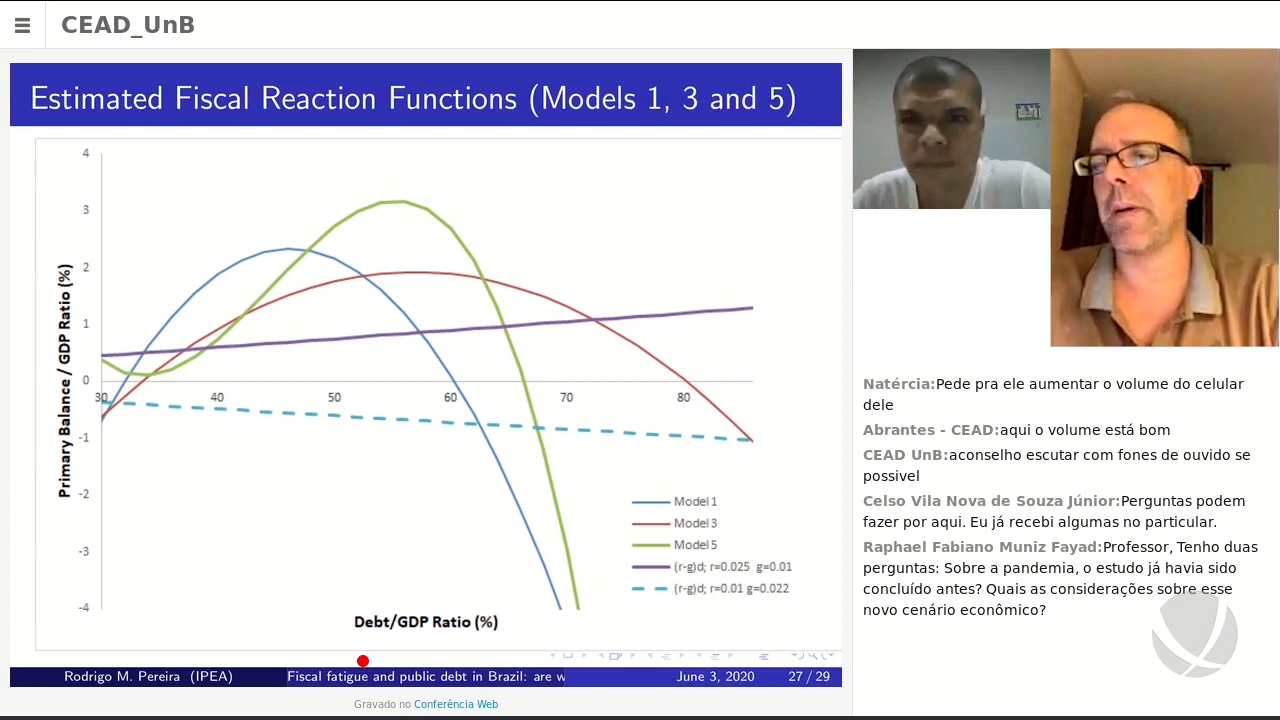 CEAD_UnB
Estimated Fiscal Reaction Functions (Models 1, 3 and 5)
4
3
2
1
0
-1
-2
-3
-4
30
40
50
60
70
80
Primary Balance / GDP Ratio (%)
Debt/GDP Ratio (%)
Model 1
Model 3
Model 5
(r-g)d; r=0.025 g=0.01
(r-g)d; r=0.01 g=0.022
Rodrigo M. Pereira (IPEA)
Fiscal fatigue and public debt in Brazil: are w
June 3, 2020
27 / 29
Gravado no Conferência Web
Natércia:Pede pra ele aumentar o volume do celular
dele
Abrantes - CEAD:aqui o volume está bom
CEAD UnB:aconselho escutar com fones de ouvido se
possivel
Celso Vila Nova de Souza Júnior:Perguntas podem
fazer por aqui. Eu já recebi algumas no particular.
Raphael Fabiano Muniz Fayad:Professor, Tenho duas
perguntas: Sobre a pandemia, o estudo já havia sido
concluído antes? Quais as considerações sobre esse
novo cenário econômico?